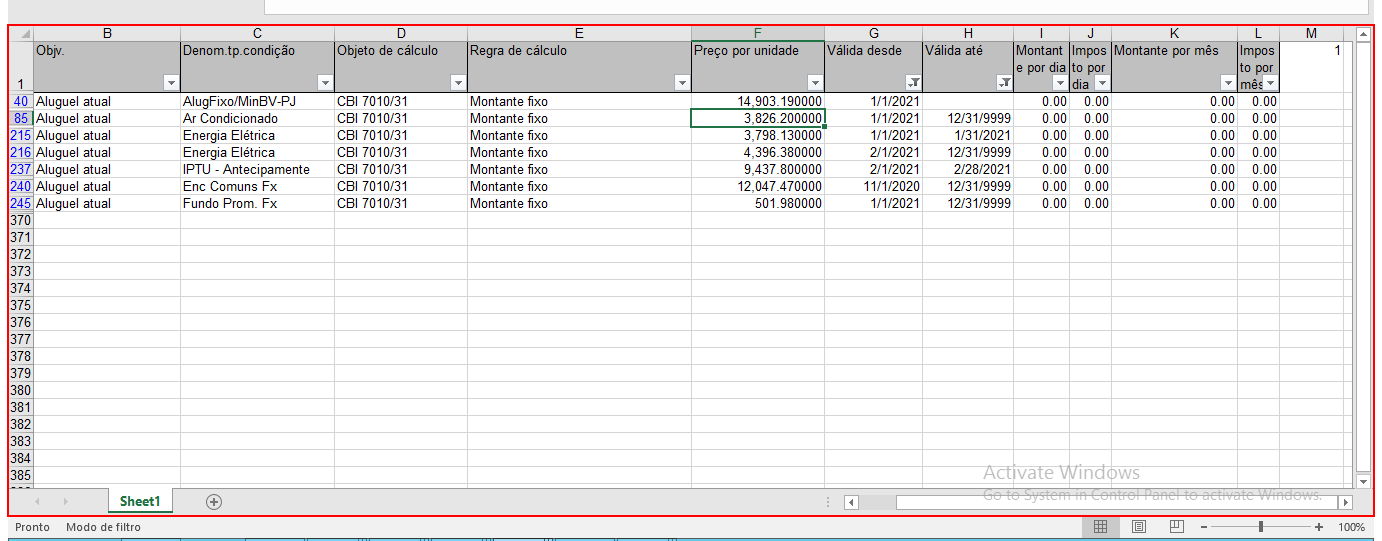 B C D E F G H I J K L M
Objv. Denom.tp.condição Objeto de cálculo Regra de cálculo Preço por unidade Válida desde Válida até Montant Impos Montante por mês Impos 1
e por dia to por to por
1 dia mês
40 Aluguel atual AlugFixo/MinBV-PJ CBI 7010/31 Montante fixo 14,903.190000 1/1/2021 0.00 0.00 0.00 0.00
85 Aluguel atual Ar Condicionado CBI 7010/31 Montante fixo 3,826.200000 1/1/2021 12/31/9999 0.00 0.00 0.00 0.00
215 Aluguel atual Energia Elétrica CBI 7010/31 Montante fixo 3,798.130000 1/1/2021 1/31/2021 0.00 0.00 0.00 0.00
216 Aluguel atual Energia Elétrica CBI 7010/31 Montante fixo 4,396.380000 2/1/2021 12/31/9999 0.00 0.00 0.00 0.00
237 Aluguel atual IPTU - Antecipamente CBI 7010/31 Montante fixo 9,437.800000 2/1/2021 2/28/2021 0.00 0.00 0.00 0.00
240 Aluguel atual Enc Comuns Fx CBI 7010/31 Montante fixo 12,047.470000 11/1/2020 12/31/9999 0.00 0.00 0.00 0.00
245 Aluguel atual Fundo Prom. Fx CBI 7010/31 Montante fixo 501.980000 1/1/2021 12/31/9999 0.00 0.00 0.00 0.00
370
371
372
373
374
375
376
377
378
379
380
381
382
383
384
385
Activate Windows
Go to System in Control Panel to activate Windows.
Sheet1
Pronto Modo de filtro 100%